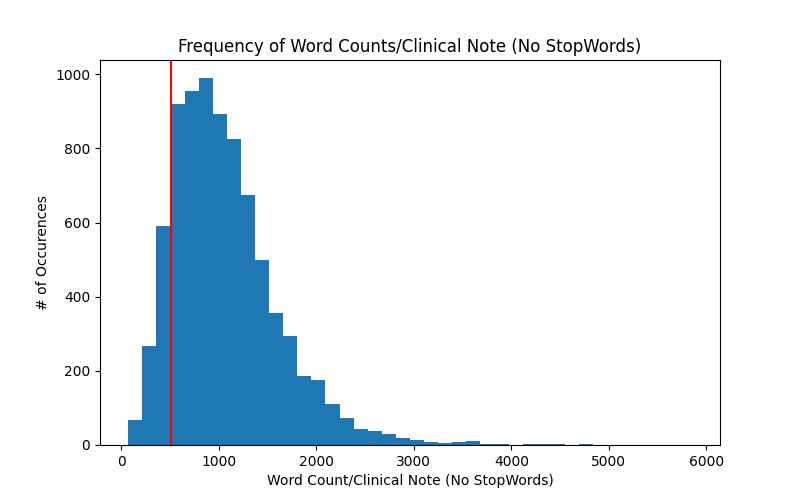 Frequency of Word Counts/Clinical Note (No StopWords)
1000
800
600
400
200
0
# of Occurences
0 1000 2000 3000 4000 5000 6000
Word Count/Clinical Note (No StopWords)